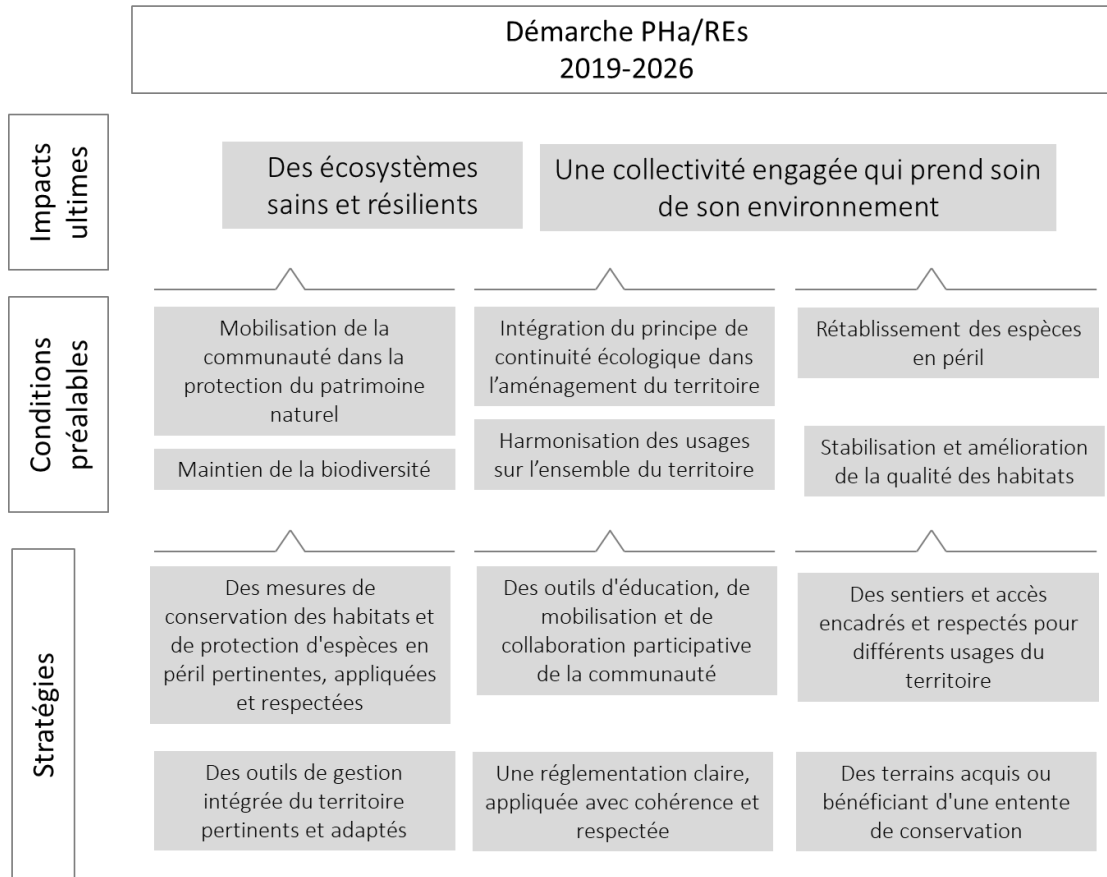 Démarche PHa/REs
2019-2026
Impacts
ultimes
Des écosystèmes
sains et résilients
Une collectivité engagée qui prend soin
de son environnement
Conditions
préalables
Mobilisation de la
communauté dans la
protection du patrimoine
naturel
Maintien de la biodiversité
Intégration du principe de
continuité écologique dans
l’aménagement du territoire
Harmonisation des usages
sur l’ensemble du territoire
Rétablissement des espèces
en péril
Stabilisation et amélioration
de la qualité des habitats
Stratégies
Des mesures de
conservation des habitats et
de protection d'espèces en
péril pertinentes, appliquées
et respectées
Des outils d'éducation, de
mobilisation et de
collaboration participative
de la communauté
Des sentiers et accès
encadrés et respectés pour
différents usages du
territoire
Des outils de gestion
intégrée du territoire
pertinents et adaptés
Une réglementation claire,
appliquée avec cohérence et
respectée
Des terrains acquis ou
bénéficiant d'une entente
de conservation